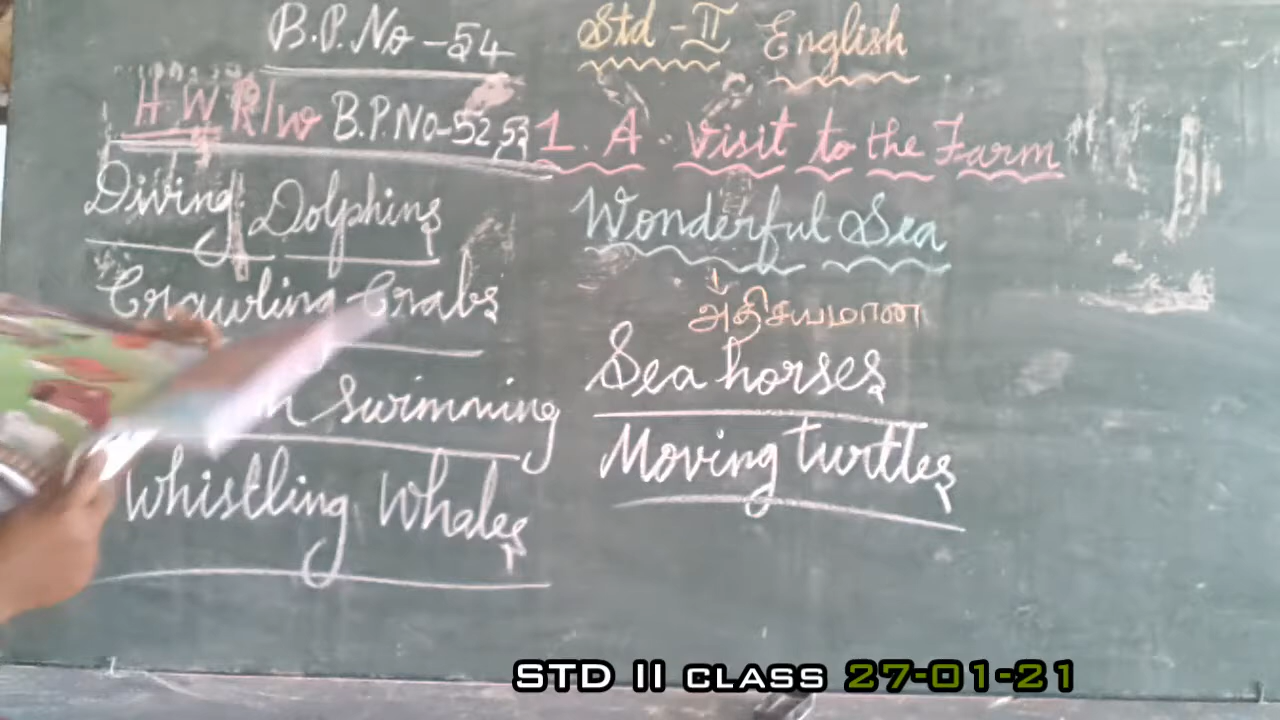 B.P.No-54
H.W R/w B.P.No-52,53
Diving Dolphins
Crawling Crabs
Swimming
Whistling Whales
Std-II English
1. A. Visit to the Farm
Wonderful Sea
அதிசயமான
Sea horses
Moving turtles
STD II CLASS 27-01-21